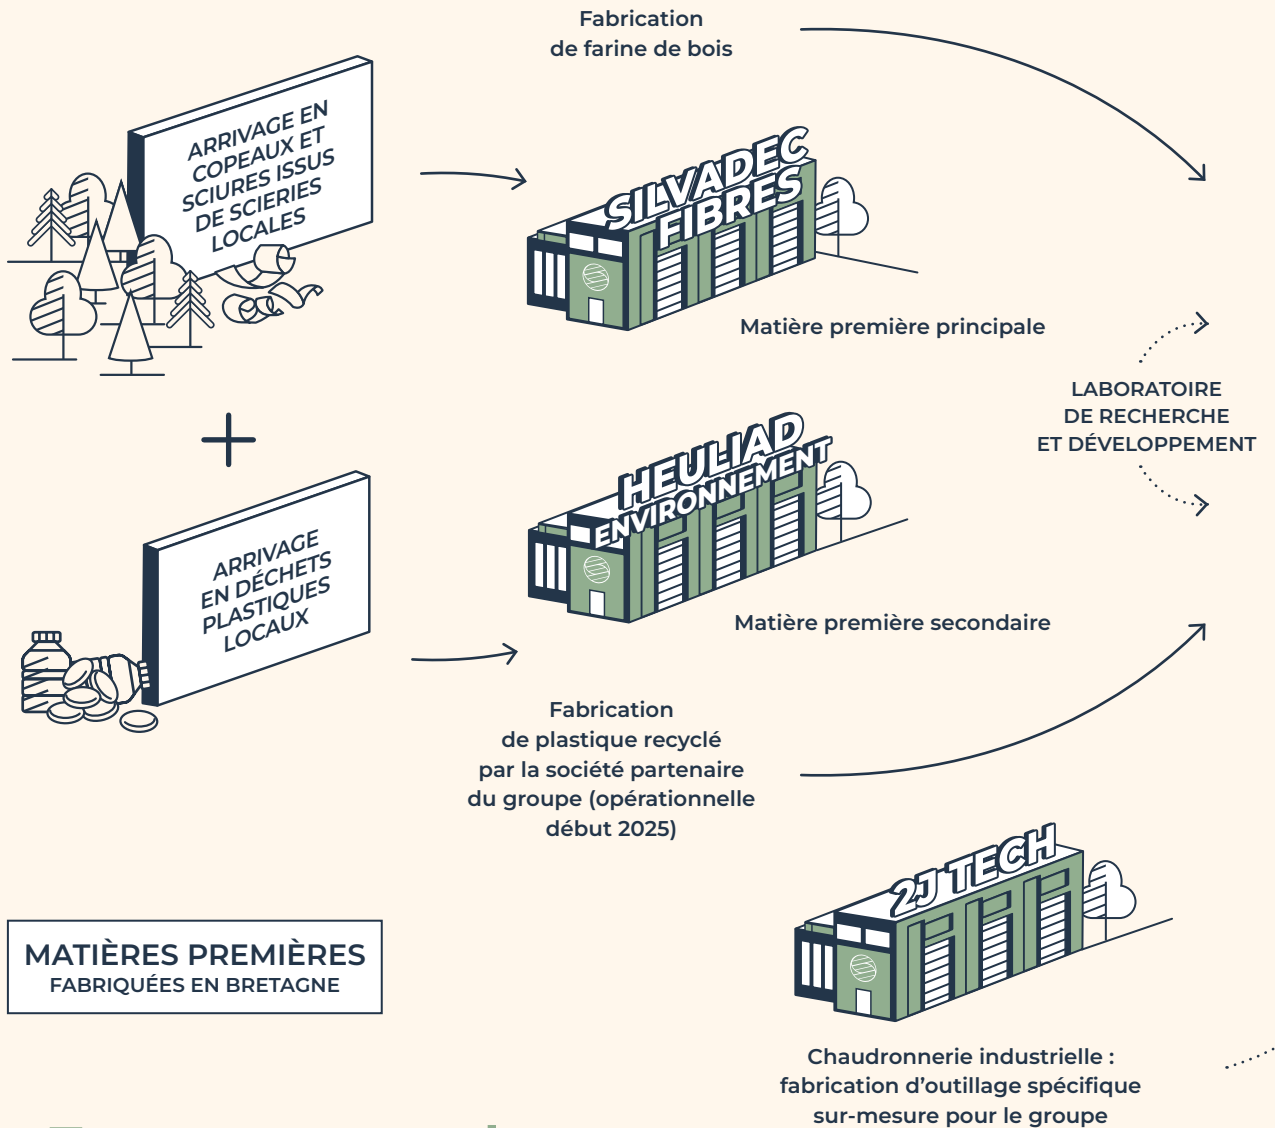 Fabrication
de farine de bois
ARRIVAGE EN
COPEAUX ET
SCIURES ISSUS
DE SCIERIES
LOCALES
SILVADEC
FIBRES
Matière première principale
LABORATOIRE
DE RECHERCHE
ET DÉVELOPPEMENT
HEULIAD
ENVIRONNEMENT
ARRIVAGE
EN DÉCHETS
PLASTIQUES
LOCAUX
Matière première secondaire
Fabrication
de plastique recyclé
par la société partenaire
du groupe (opérationnelle
début 2025)
2J TECH
MATIÈRES PREMIÈRES
FABRIQUÉES EN BRETAGNE
Chaudronnerie industrielle :
fabrication d’outillage spécifique
sur-mesure pour le groupe